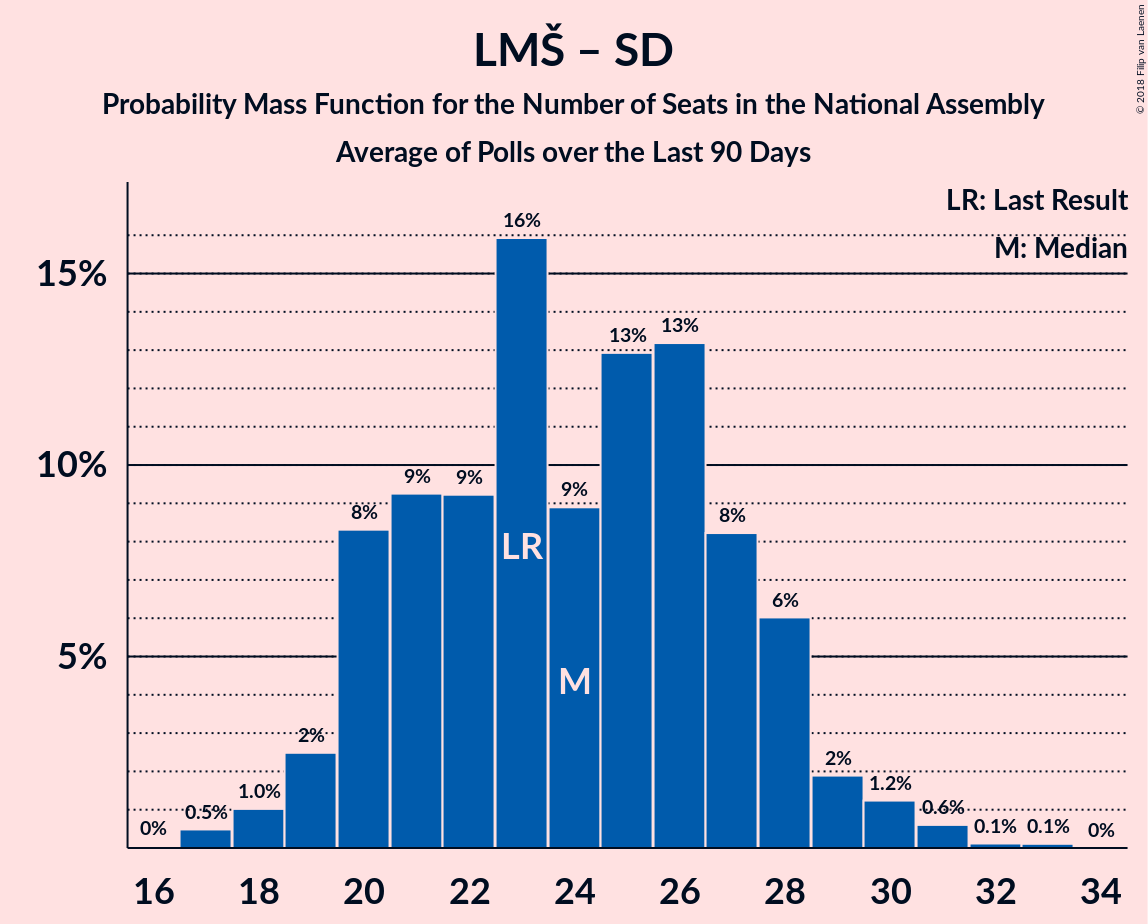 LMŠ – SD
Probability Mass Function for the Number of Seats in the National Assembly
Average of Polls over the Last 90 Days
© 2018 Filip van Laenen
LR: Last Result
M: Median
15%
10%
5%
0%
0.5%
1.0%
2%
8%
9%
9%
16%
9%
13%
13%
8%
6%
2%
1.2%
0.6%
0.1%
0.1%
0%
LR
M
16 18 20 22 24 26 28 30 32 34